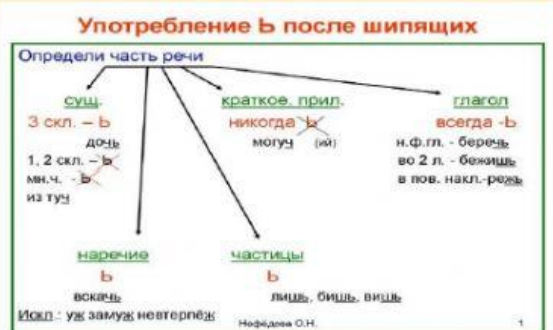 Употребление Ь после шипящих
Определи часть речи
сущ.
3 скл. – Ь
дочь
1, 2 скл. – Ь
мн.ч. - Ь
из туч
краткое. прил.
никогда Ь
могуч (ий)
глагол
всегда -Ь
н.ф.гл. - беречь
во 2 л. - бежишь
в пов. накл.-режь
наречие
Ь
вскачь
Искл.: уж замуж невтерпёж
частицы
Ь
лишь, бишь, вишь
Нефёдова О.Н.
1